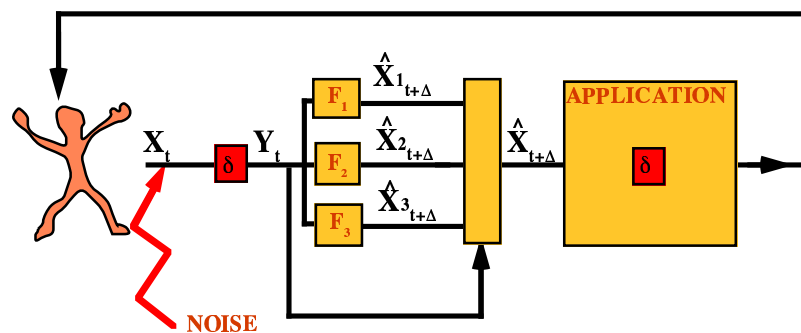 X̂1t+Δ
F1
APPLICATION
Xt
δ
Yt
X̂2t+Δ
F2
X̂t+Δ
δ
X̂3t+Δ
F3
NOISE